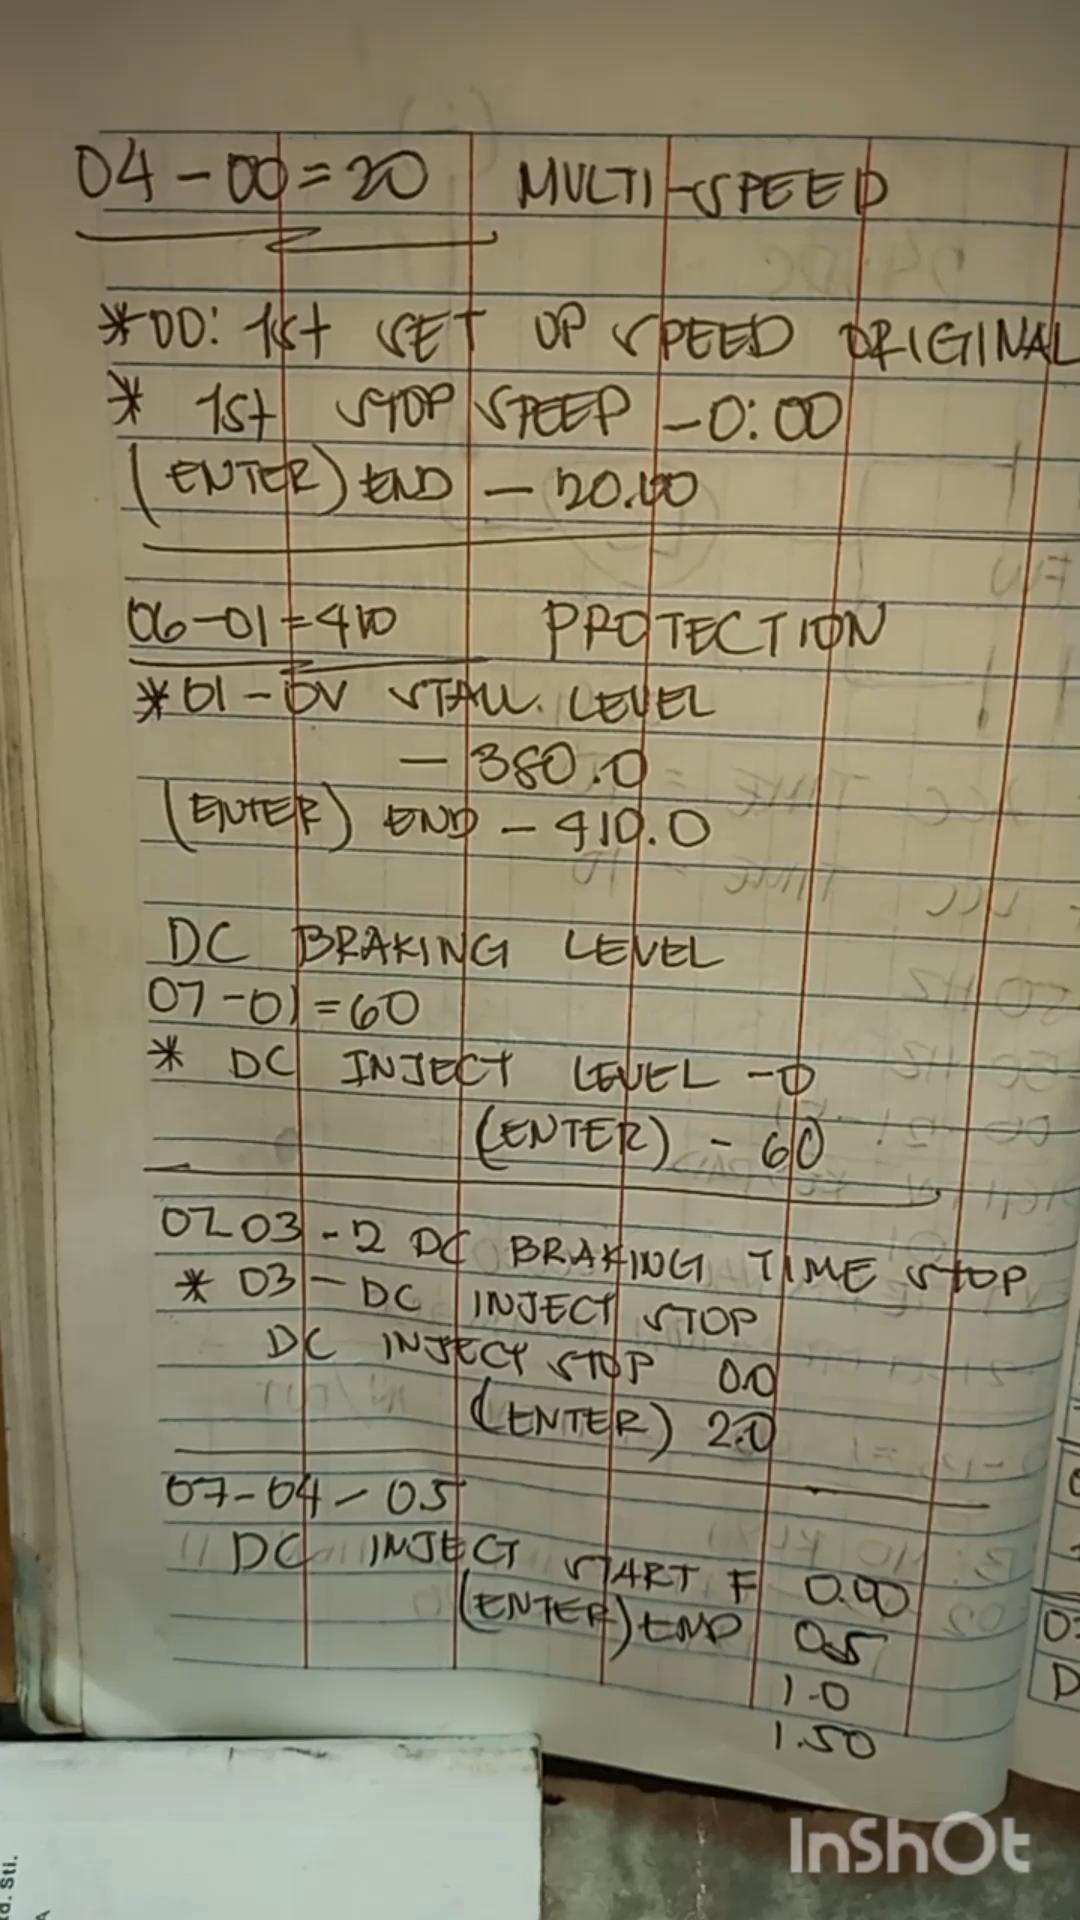 04-00=20 MULTI-SPEED
*00: 1st SET UP SPEED ORIGINAL
* 1st STOP SPEED -0:00
(ENTER) END - 20.00
06-01=410 PROTECTION
*01-OV STALL. LEVEL
- 380.0
(ENTER) END - 410.0
DC BRAKING LEVEL
07-01=60
* DC INJECT LEVEL -0
(ENTER) - 60
07 03-2 DC BRAKING TIME STOP
* 03-DC INJECT STOP
DC INJECT STOP 0.0
(ENTER) 2.0
07-04-0.5
DC INJECT START F 0.00
(ENTER) END 0.5
1.0
1.50
InShOt